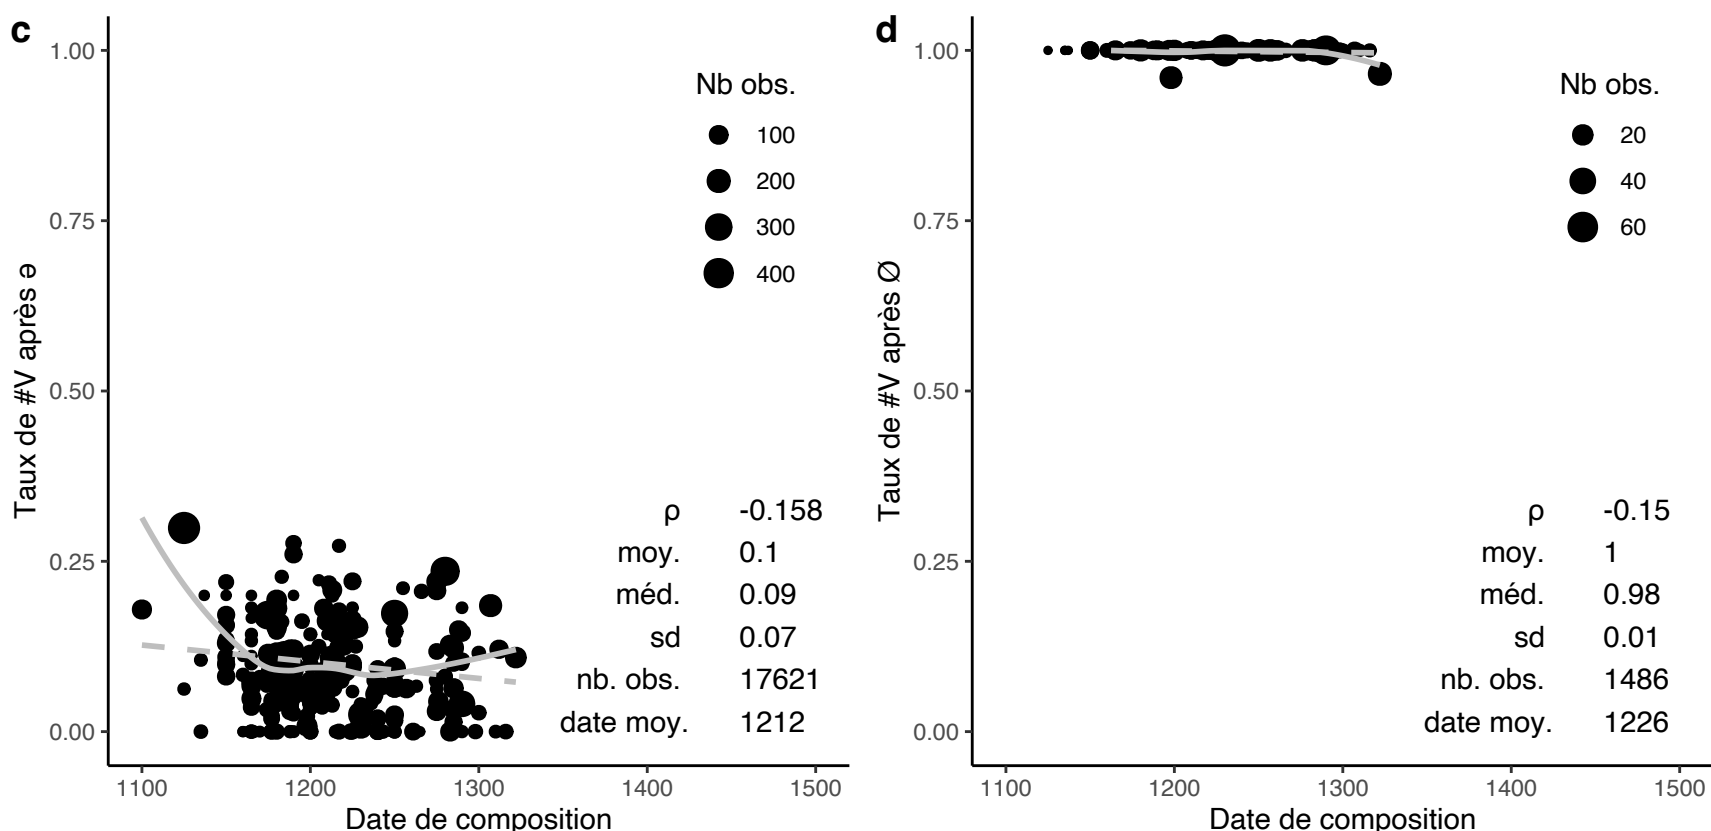 c
Taux de #V après ə
1.00
0.75
0.50
0.25
0.00
Nb obs.
100
200
300
400
ρ -0.158
moy. 0.1
méd. 0.09
sd 0.07
nb. obs. 17621
date moy. 1212
1100 1200 1300 1400 1500
Date de composition
d
Taux de #V après Ø
1.00
0.75
0.50
0.25
0.00
Nb obs.
20
40
60
ρ -0.15
moy. 1
méd. 0.98
sd 0.01
nb. obs. 1486
date moy. 1226
1100 1200 1300 1400 1500
Date de composition